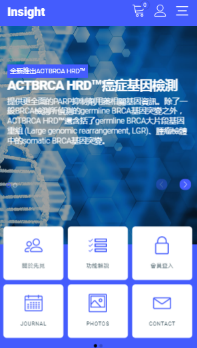 Insight
0
全新推出ACTBRCA HRD™
ACTBRCA HRD™癌症基因檢測
提供更全面的PARP抑制劑用藥相關基因資訊。除了一
般BRCA檢測所偵測的germline BRCA基因突變之外，
ACTBRCA HRD™還包括了germline BRCA大片段基因
重組 (Large genomic rearrangement, LGR)、腫瘤檢體
中的somatic BRCA基因突變。
關於先尚
功能解說
會員登入
JOURNAL
PHOTOS
CONTACT